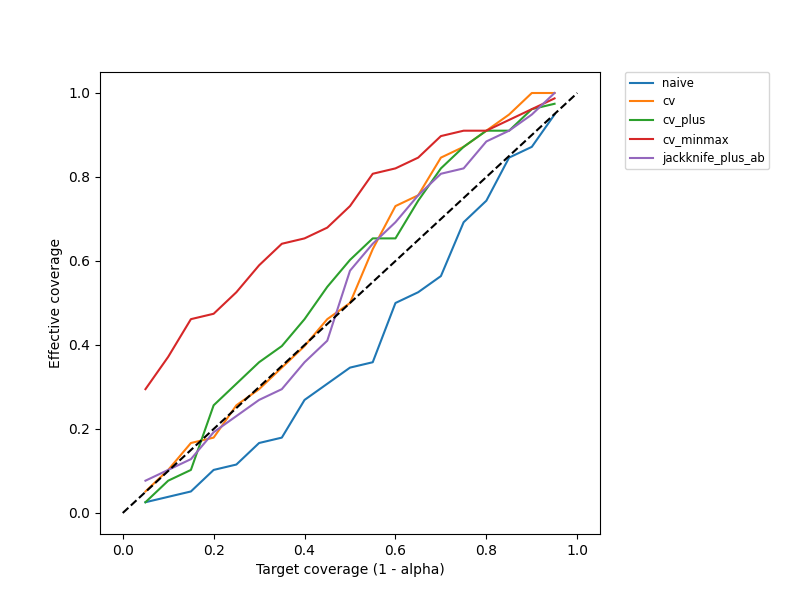 naive
cv
cv_plus
cv_minmax
jackknife_plus_ab
1.0
0.8
0.6
0.4
0.2
0.0
Effective coverage
0.0 0.2 0.4 0.6 0.8 1.0
Target coverage (1 - alpha)